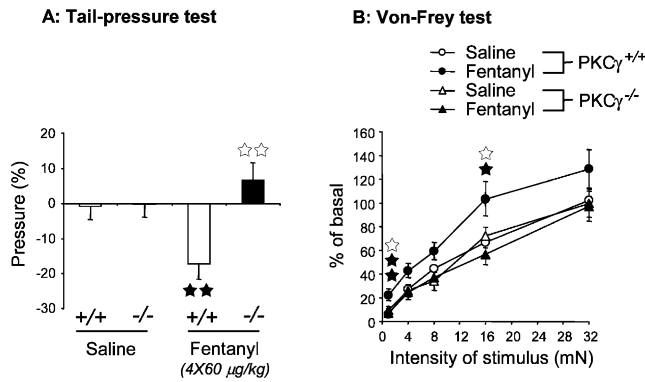 A: Tail-pressure test
Pressure (%)
20
10
0
-10
-20
-30
+/+ -/- +/+ -/-
Saline Fentanyl
(4X60 µg/kg)
B: Von-Frey test
Saline
Fentanyl
PKCγ+/+
Saline
Fentanyl
PKCγ-/-
% of basal
160
140
120
100
80
60
40
20
0
0 4 8 12 16 20 24 28 32
Intensity of stimulus (mN)